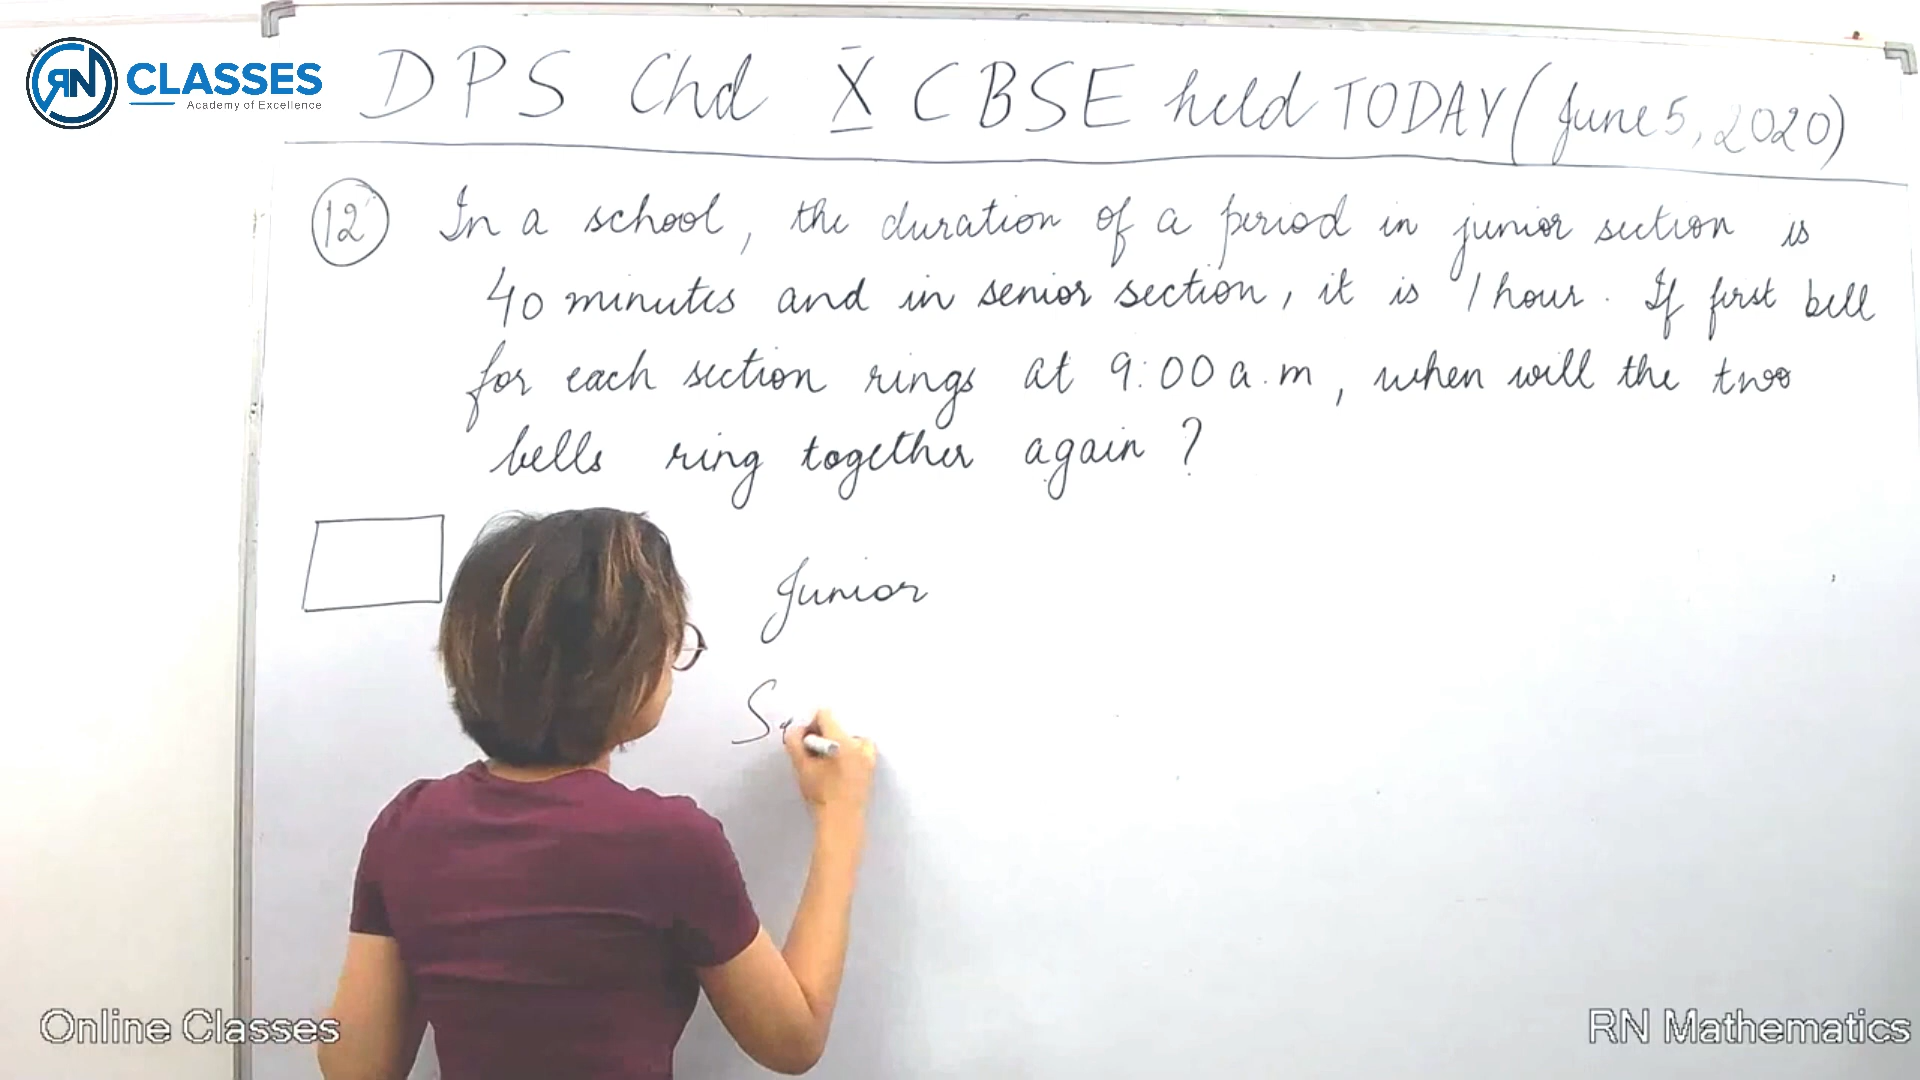 RN CLASSES
Academy of Excellence
DPS Chd X CBSE held TODAY (June 5, 2020)
12 In a school, the duration of a period in junior section is
40 minutes and in senior section, it is 1 hour. If first bell
for each section rings at 9:00 a.m, when will the two
bells ring together again?
Junior
Se
Online Classes
RN Mathematics